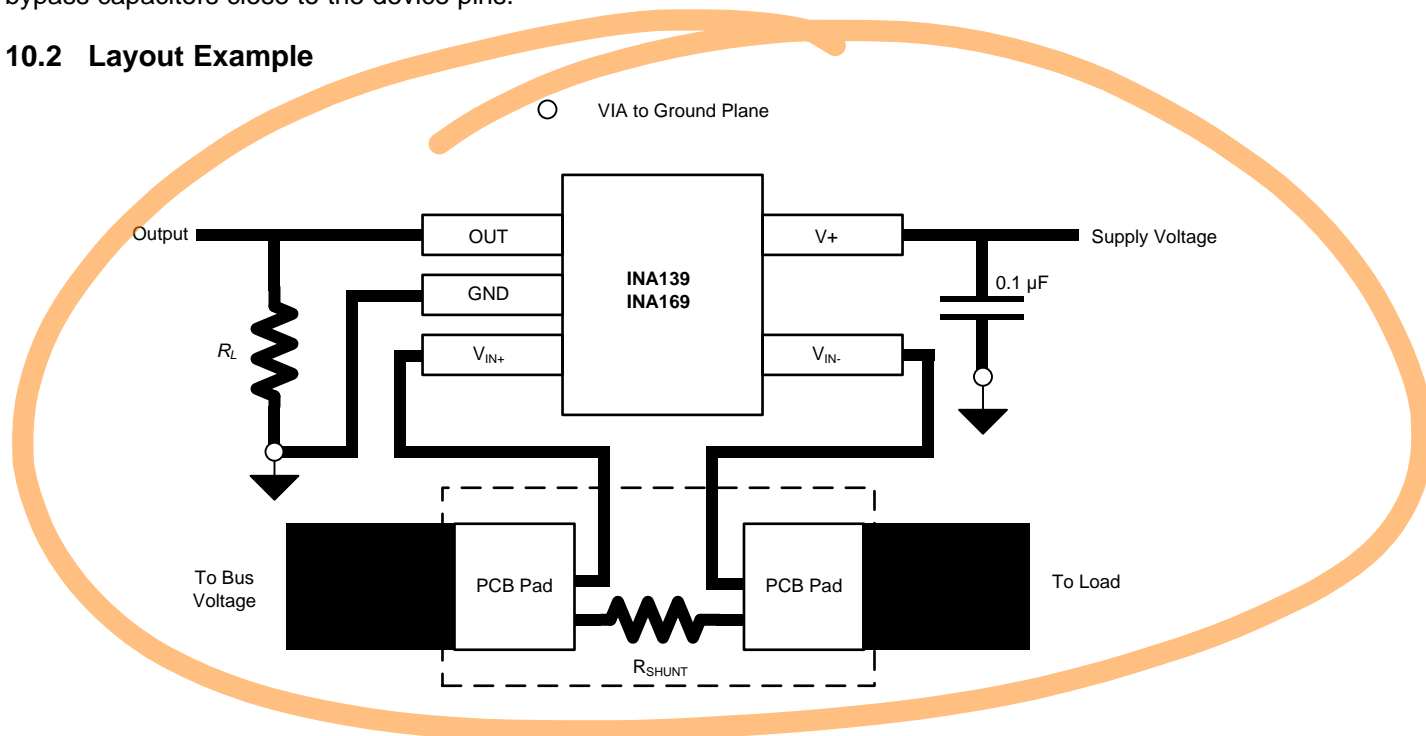 bypass capacitors close to the device pins.
10.2 Layout Example
VIA to Ground Plane
Output
OUT
V+
Supply Voltage
INA139
INA169
GND
0.1 µF
RL
VIN+
VIN-
To Bus
Voltage
PCB Pad
PCB Pad
To Load
RSHUNT